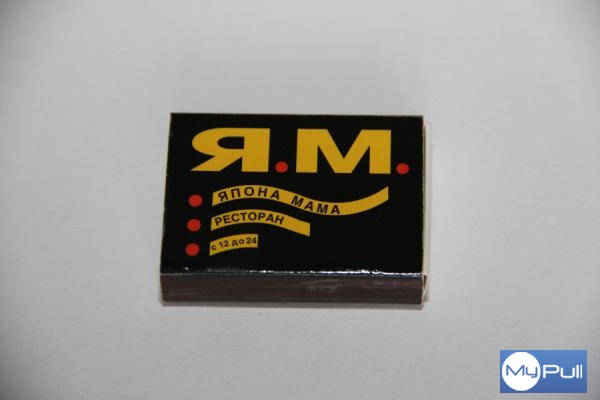 Я.М.
ЯПОНА МАМА
РЕСТОРАН
с 12 до 24
MyPull